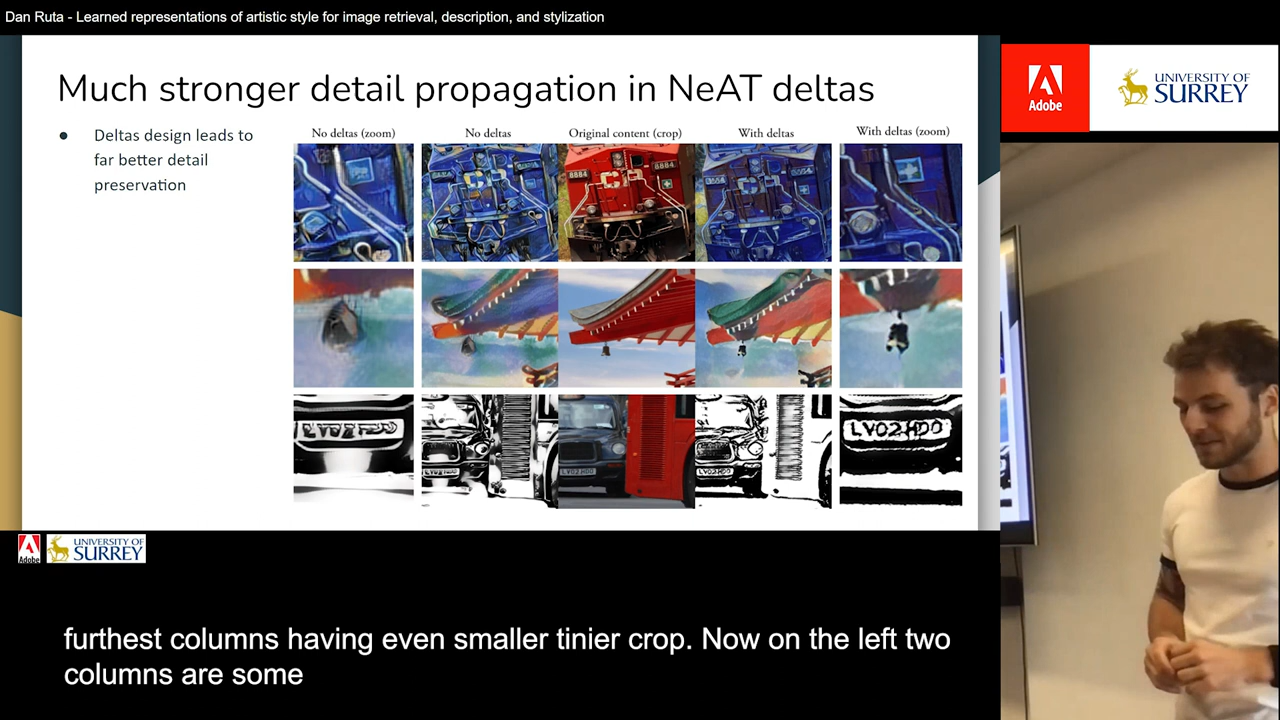 Dan Ruta - Learned representations of artistic style for image retrieval, description, and stylization
Much stronger detail propagation in NeAT deltas
Deltas design leads to
far better detail
preservation
No deltas (zoom)
No deltas
Original content (crop)
With deltas
With deltas (zoom)
8884
8884
LV02HDO
Adobe
UNIVERSITY OF
SURREY
Adobe
UNIVERSITY OF
SURREY
furthest columns having even smaller tinier crop. Now on the left two
columns are some